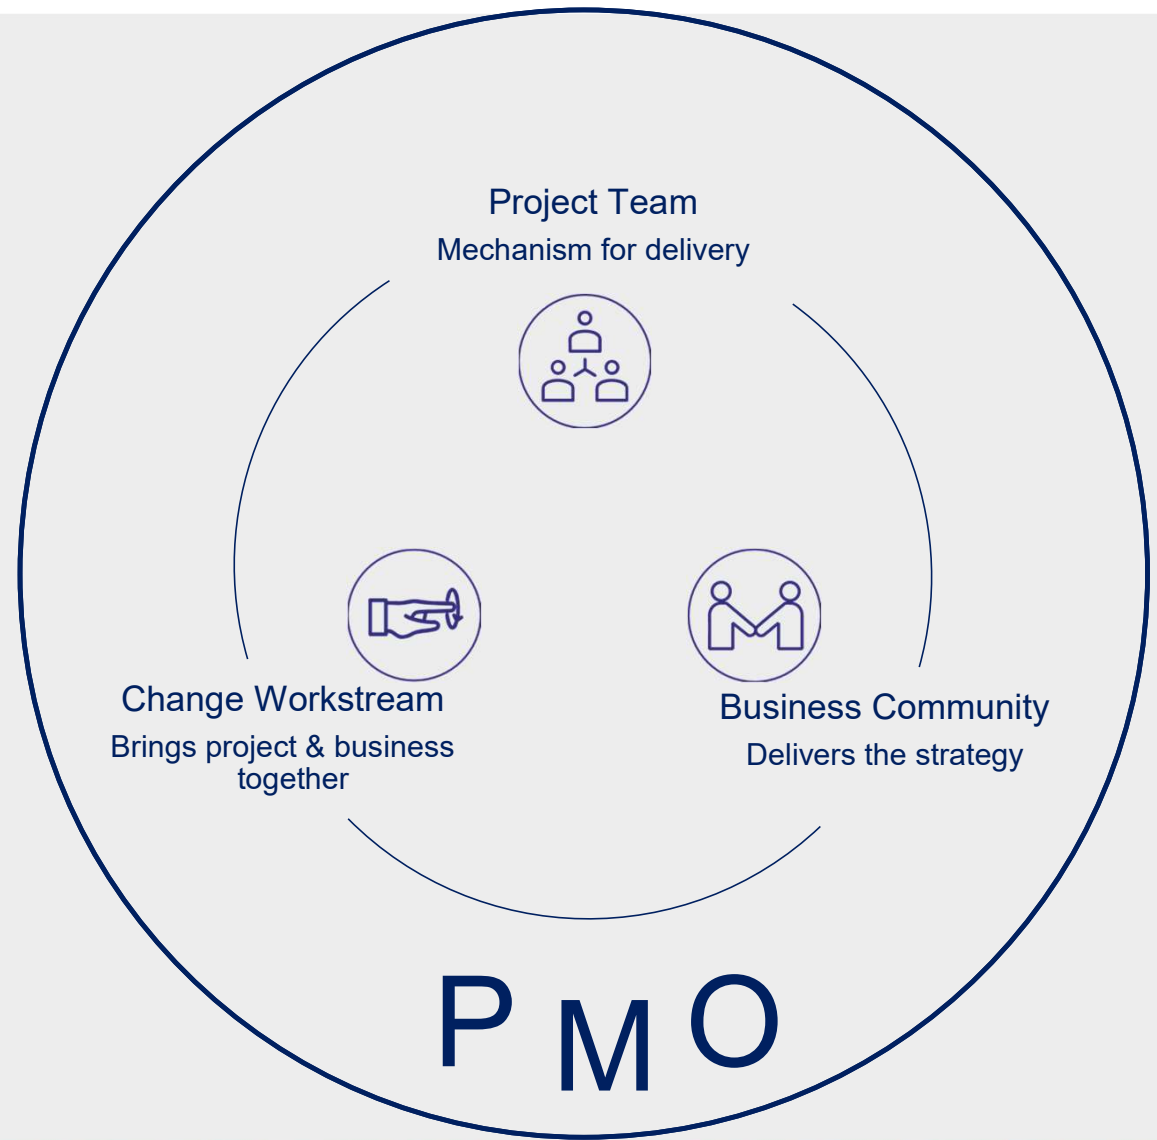 Project Team
Mechanism for delivery
Change Workstream
Brings project & business
together
Business Community
Delivers the strategy
PMO